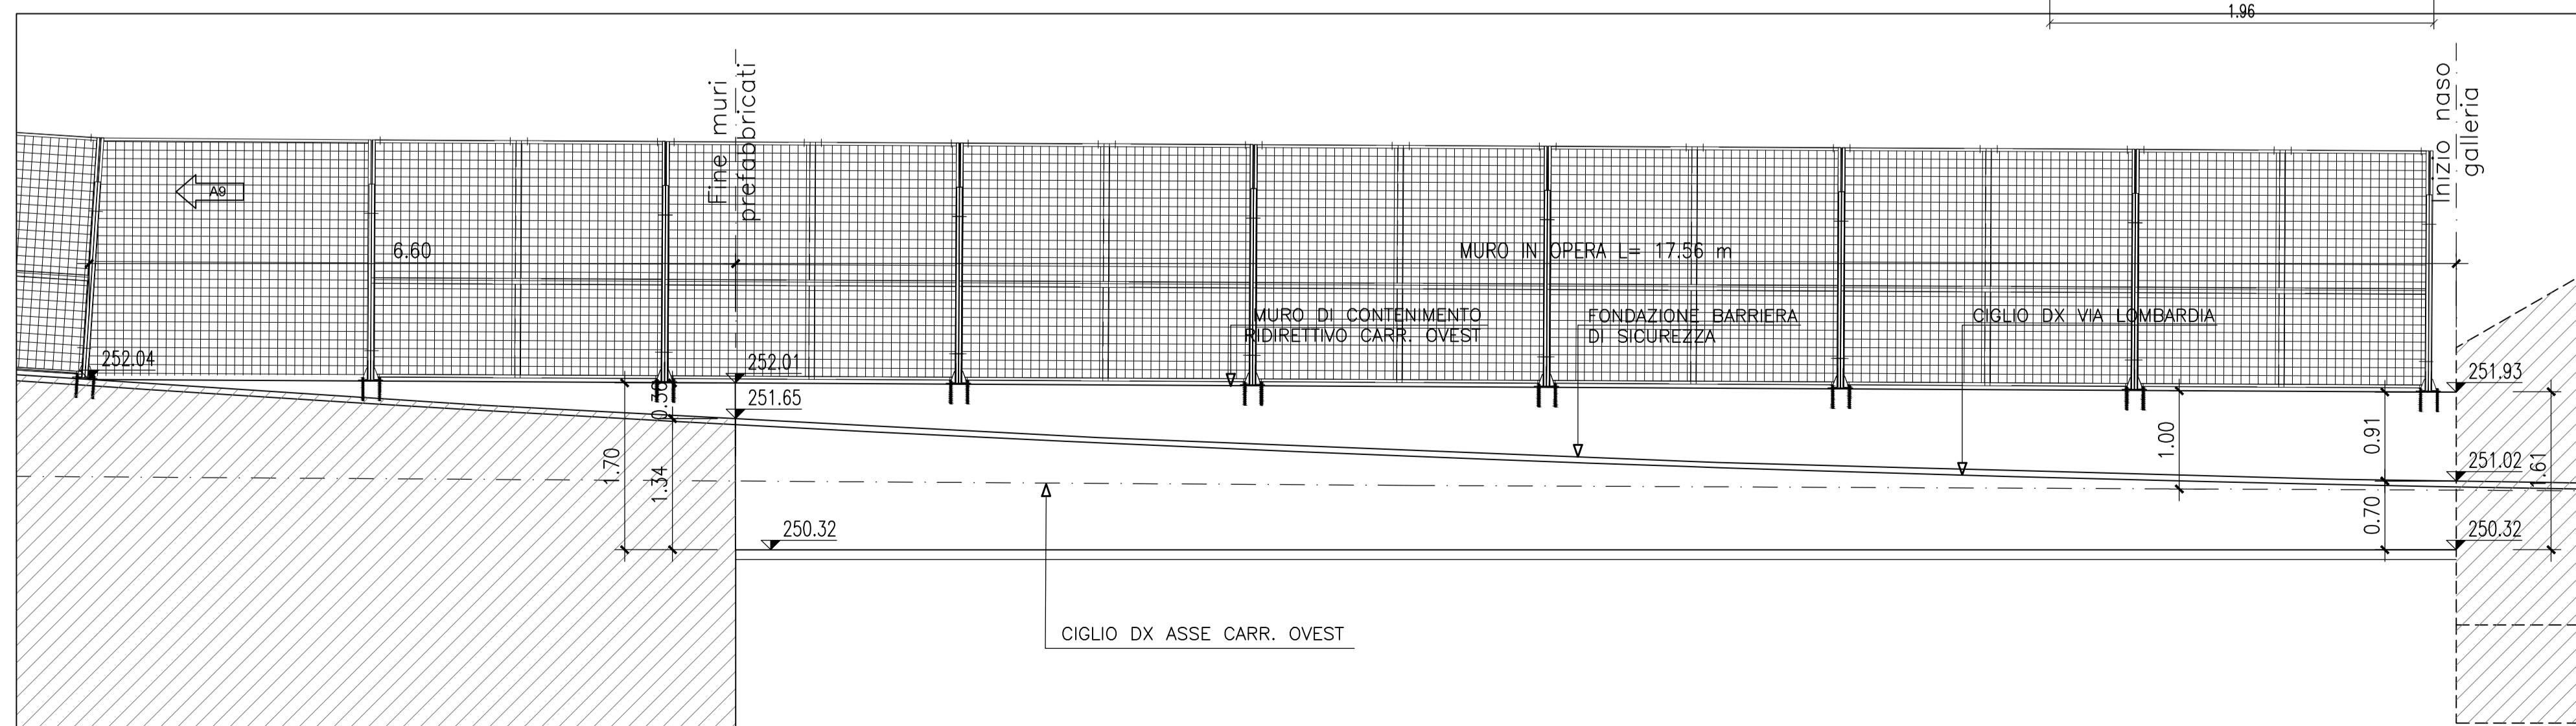 1.96
Fine muri
prefabbricati
Inizio naso
galleria
A9
6.60
MURO IN OPERA L= 17.56 m
MURO DI CONTENIMENTO
RIDIRETTIVO CARR. OVEST
FONDAZIONE BARRIERA
DI SICUREZZA
CIGLIO DX VIA LOMBARDIA
252.04
252.01
251.93
0.36
251.65
1.70
1.34
1.00
0.91
251.02
1.61
250.32
0.70
250.32
CIGLIO DX ASSE CARR. OVEST